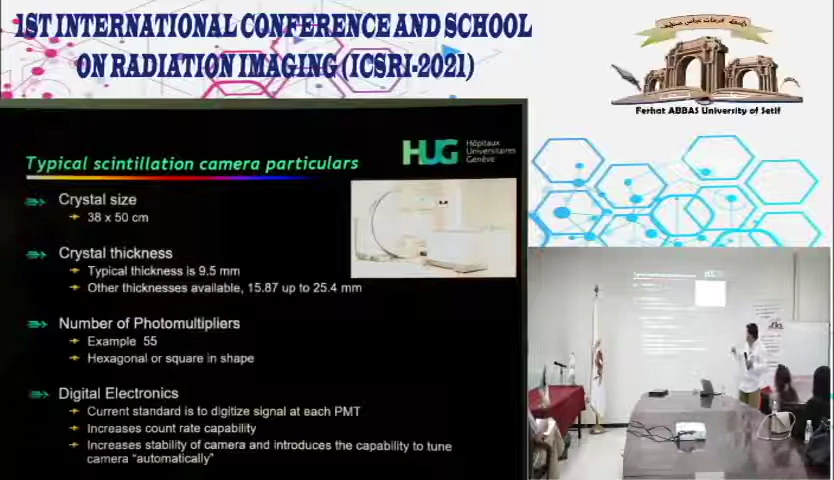 1ST INTERNATIONAL CONFERENCE AND SCHOOL
ON RADIATION IMAGING (ICSRI-2021)
Ferhat ABBAS University of Setif
HUG
Hôpitaux
Universitaires
Genève
Typical scintillation camera particulars
Crystal size
38 x 50 cm
Crystal thickness
Typical thickness is 9.5 mm
Other thicknesses available, 15.87 up to 25.4 mm
Number of Photomultipliers
Example 55
Hexagonal or square in shape
Digital Electronics
Current standard is to digitize signal at each PMT
Increases count rate capability
Increases stability of camera and introduces the capability to tune
camera “automatically”